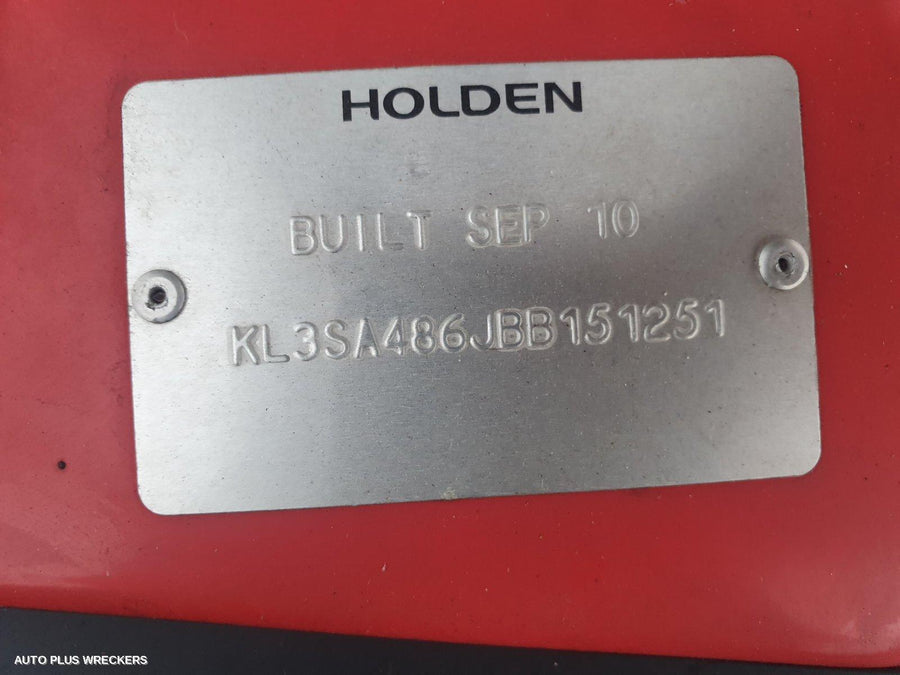 HOLDEN
BUILT SEP 10
KL3SA486JBB151251
AUTO PLUS WRECKERS